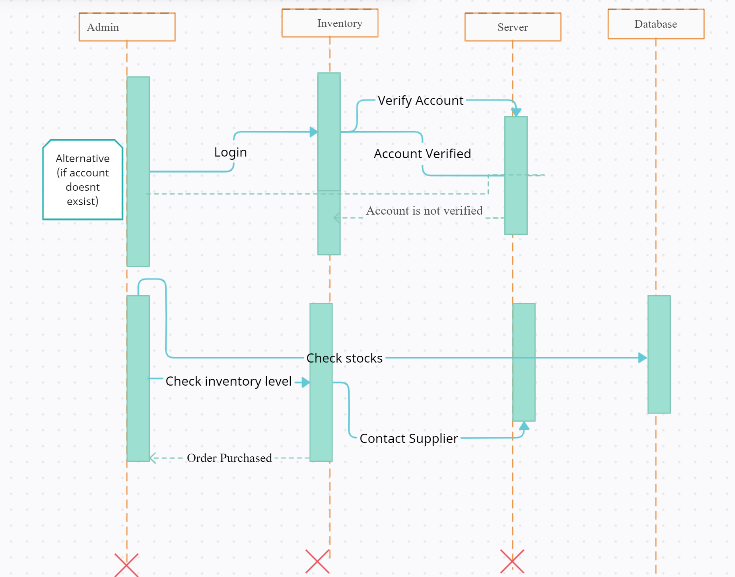 Admin
Inventory
Server
Database
Verify Account
Login
Account Verified
Alternative
(if account
doesnt
exsist)
Account is not verified
Check stocks
Check inventory level
Contact Supplier
Order Purchased